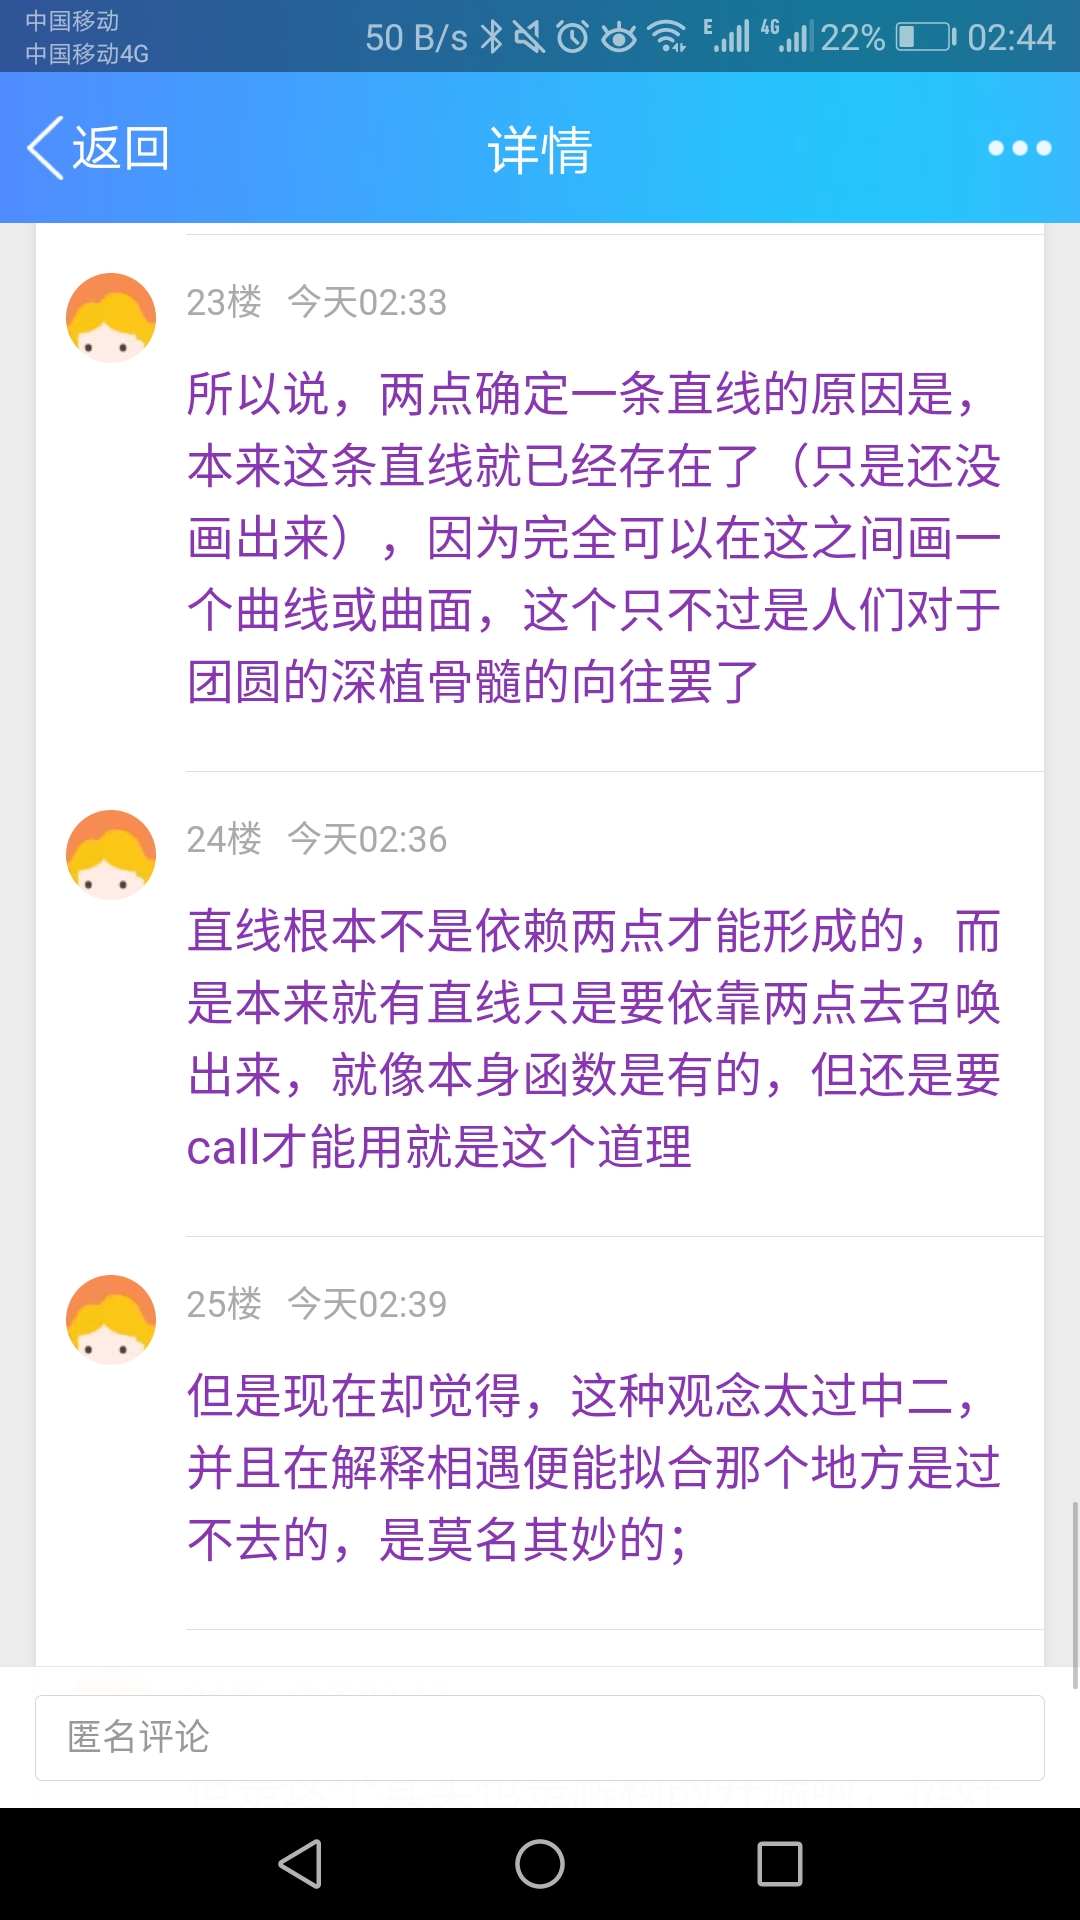 中国移动
中国移动4G
50 B/s
E
4G
22%
02:44
返回
详情
23楼 今天02:33
所以说，两点确定一条直线的原因是，
本来这条直线就已经存在了（只是还没
画出来），因为完全可以在这之间画一
个曲线或曲面，这个只不过是人们对于
团圆的深植骨髓的向往罢了
24楼 今天02:36
直线根本不是依赖两点才能形成的，而
是本来就有直线只是要依靠两点去召唤
出来，就像本身函数是有的，但还是要
call才能用就是这个道理
25楼 今天02:39
但是现在却觉得，这种观念太过中二，
并且在解释相遇便能拟合那个地方是过
不去的，是莫名其妙的；
匿名评论